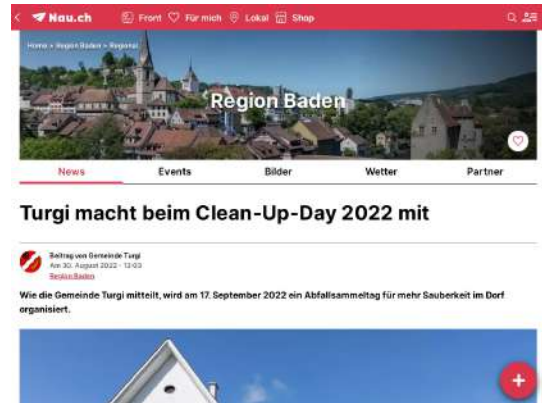 Nau.ch Front Für mich Lokal Shop
Home > Region Baden > Regional
Region Baden
News Events Bilder Wetter Partner
Turgi macht beim Clean-Up-Day 2022 mit
Beitrag von Gemeinde Turgi
Am 30. August 2022 - 13:03
Region Baden
Wie die Gemeinde Turgi mitteilt, wird am 17. September 2022 ein Abfallsammeltag für mehr Sauberkeit im Dorf
organisiert.